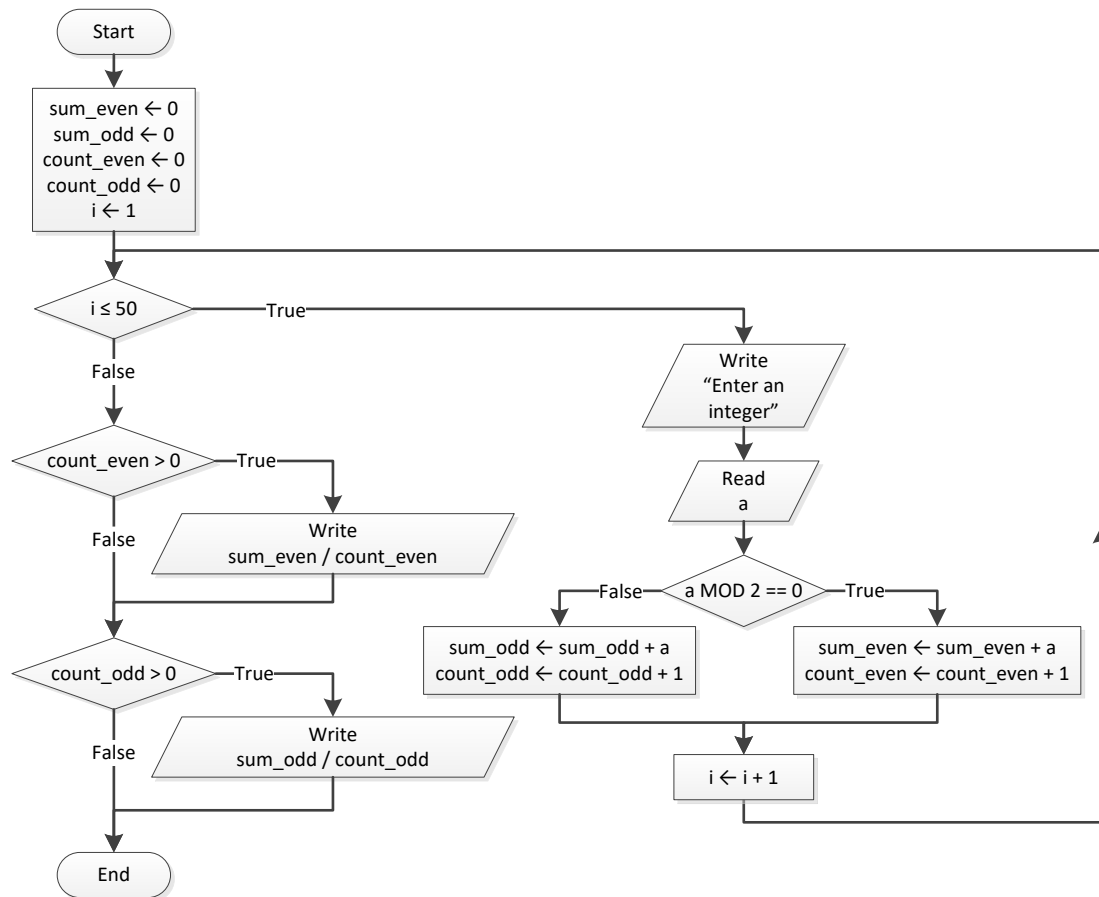 Start
sum_even ← 0
sum_odd ← 0
count_even ← 0
count_odd ← 0
i ← 1
i ≤ 50
True
False
Write
“Enter an
integer”
Read
a
a MOD 2 == 0
False
True
sum_odd ← sum_odd + a
count_odd ← count_odd + 1
sum_even ← sum_even + a
count_even ← count_even + 1
i ← i + 1
count_even > 0
True
False
Write
sum_even / count_even
count_odd > 0
True
False
Write
sum_odd / count_odd
End